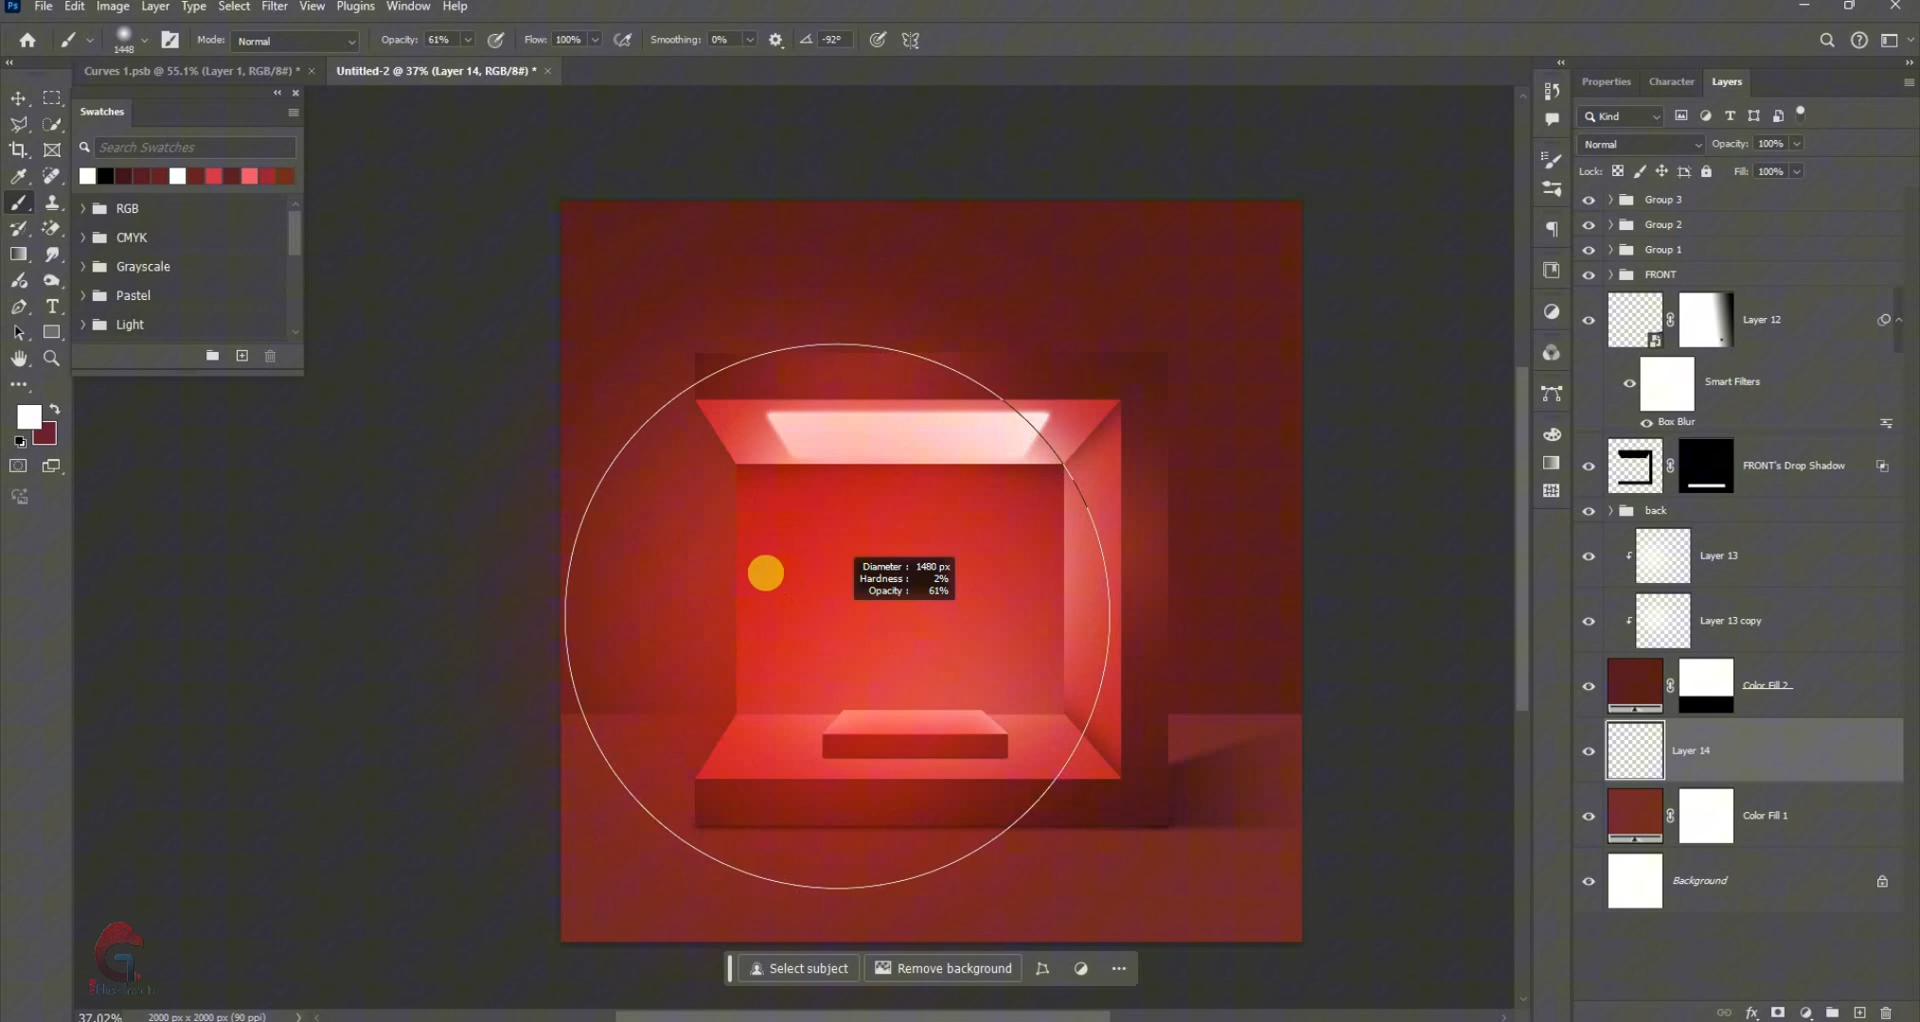 Ps File Edit Image Layer Type Select Filter View Plugins Window Help
1448 Mode: Normal Opacity: 61% Flow: 100% Smoothing: 0% -92°
Curves 1.psb @ 55.1% (Layer 1, RGB/8#) * × Untitled-2 @ 37% (Layer 14, RGB/8#) * ×
Swatches
Search Swatches
RGB
CMYK
Grayscale
Pastel
Light
Diameter : 1480 px
Hardness : 2%
Opacity : 61%
Select subject Remove background
37.02% 2000 px x 2000 px (90 ppi)
Properties Character Layers
Kind
Normal Opacity: 100%
Lock: Fill: 100%
Group 3
Group 2
Group 1
FRONT
Layer 12
Smart Filters
Box Blur
FRONT's Drop Shadow
back
Layer 13
Layer 13 copy
Color Fill 2
Layer 14
Color Fill 1
Background
fx